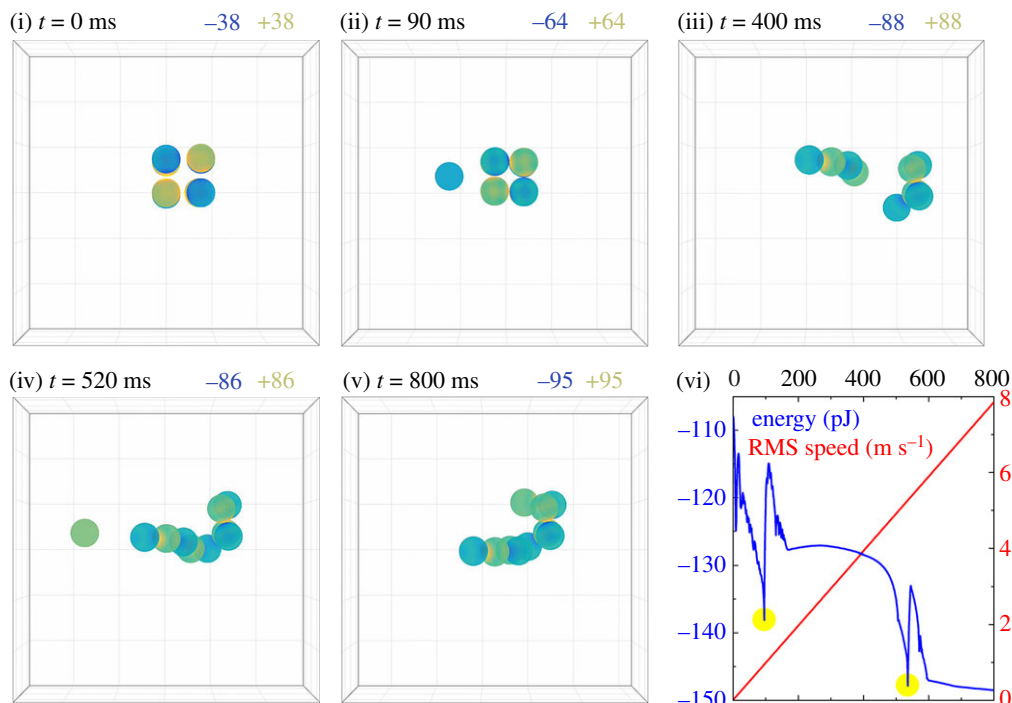 (i) t = 0 ms –38 +38
(ii) t = 90 ms –64 +64
(iii) t = 400 ms –88 +88
(iv) t = 520 ms –86 +86
(v) t = 800 ms –95 +95
(vi) 0 200 400 600 800
energy (pJ)
RMS speed (m s⁻¹)
–110
–120
–130
–140
–150
8
6
4
2
0